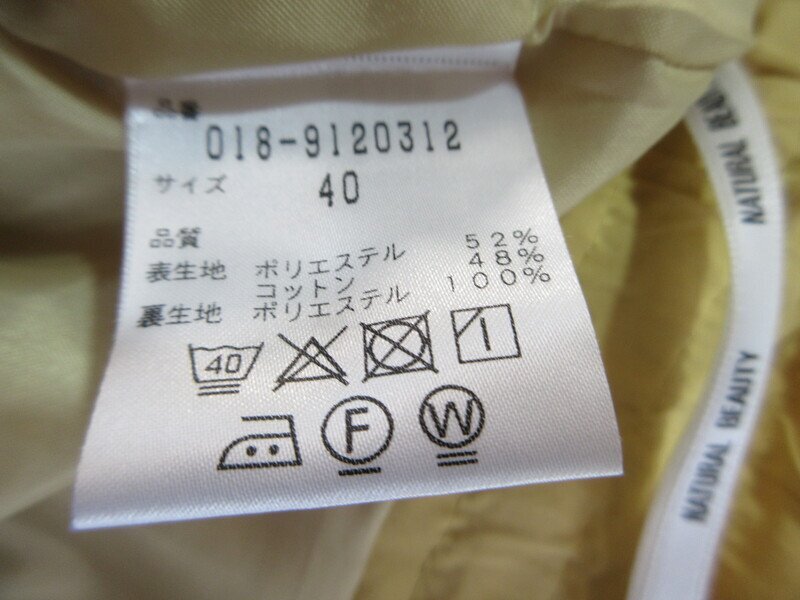 品番
018-9120312
サイズ 40
品質
表生地 ポリエステル 52%
コットン 48%
裏生地 ポリエステル 100%
40
F W
NATURAL BEAUTY
NATURAL BEAUTY